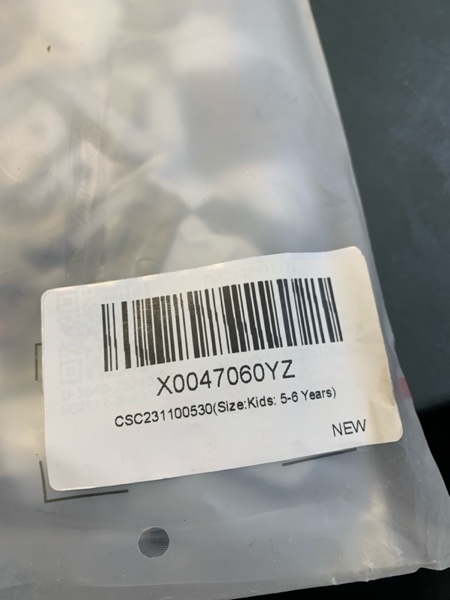 X0047060YZ
CSC231100530(Size:Kids: 5-6 Years)
NEW